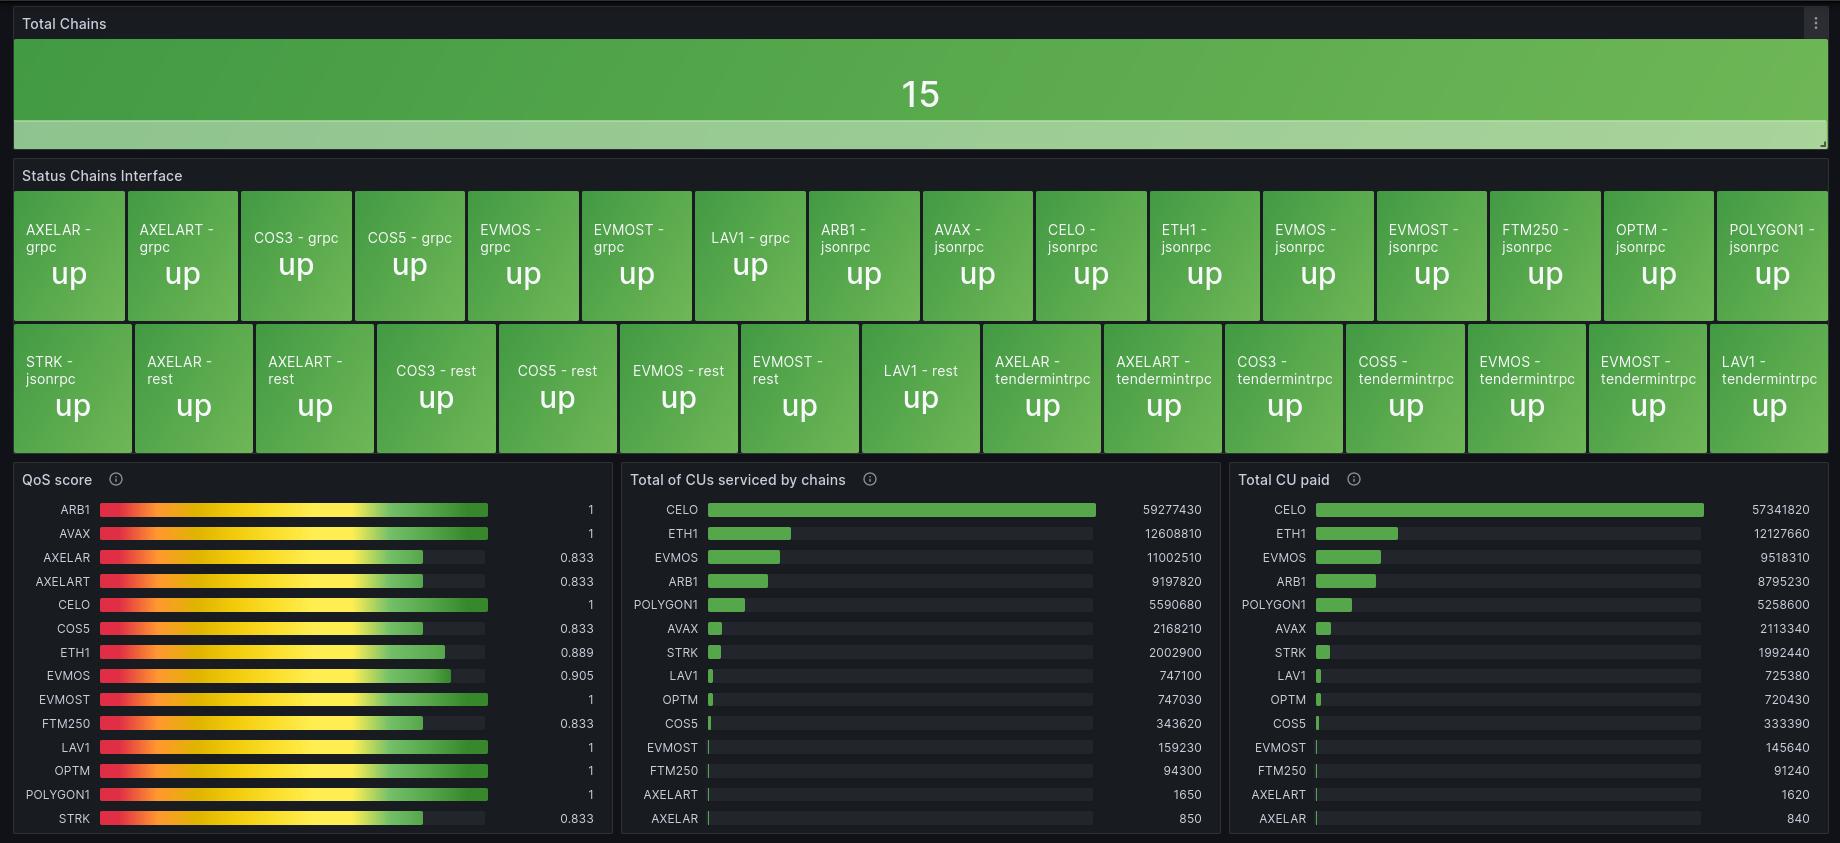 Total Chains
15
Status Chains Interface
AXELAR -
grpc
up
AXELART -
grpc
up
COS3 - grpc
up
COS5 - grpc
up
EVMOS -
grpc
up
EVMOST -
grpc
up
LAV1 - grpc
up
ARB1 -
jsonrpc
up
AVAX -
jsonrpc
up
CELO -
jsonrpc
up
ETH1 -
jsonrpc
up
EVMOS -
jsonrpc
up
EVMOST -
jsonrpc
up
FTM250 -
jsonrpc
up
OPTM -
jsonrpc
up
POLYGON1 -
jsonrpc
up
STRK -
jsonrpc
up
AXELAR -
rest
up
AXELART -
rest
up
COS3 - rest
up
COS5 - rest
up
EVMOS - rest
up
EVMOST -
rest
up
LAV1 - rest
up
AXELAR -
tendermintrpc
up
AXELART -
tendermintrpc
up
COS3 -
tendermintrpc
up
COS5 -
tendermintrpc
up
EVMOS -
tendermintrpc
up
EVMOST -
tendermintrpc
up
LAV1 -
tendermintrpc
up
QoS score
ARB1 1
AVAX 1
AXELAR 0.833
AXELART 0.833
CELO 1
COS5 0.833
ETH1 0.889
EVMOS 0.905
EVMOST 1
FTM250 0.833
LAV1 1
OPTM 1
POLYGON1 1
STRK 0.833
Total of CUs serviced by chains
CELO 59277430
ETH1 12608810
EVMOS 11002510
ARB1 9197820
POLYGON1 5590680
AVAX 2168210
STRK 2002900
LAV1 747100
OPTM 747030
COS5 343620
EVMOST 159230
FTM250 94300
AXELART 1650
AXELAR 850
Total CU paid
CELO 57341820
ETH1 12127660
EVMOS 9518310
ARB1 8795230
POLYGON1 5258600
AVAX 2113340
STRK 1992440
LAV1 725380
OPTM 720430
COS5 333390
EVMOST 145640
FTM250 91240
AXELART 1620
AXELAR 840